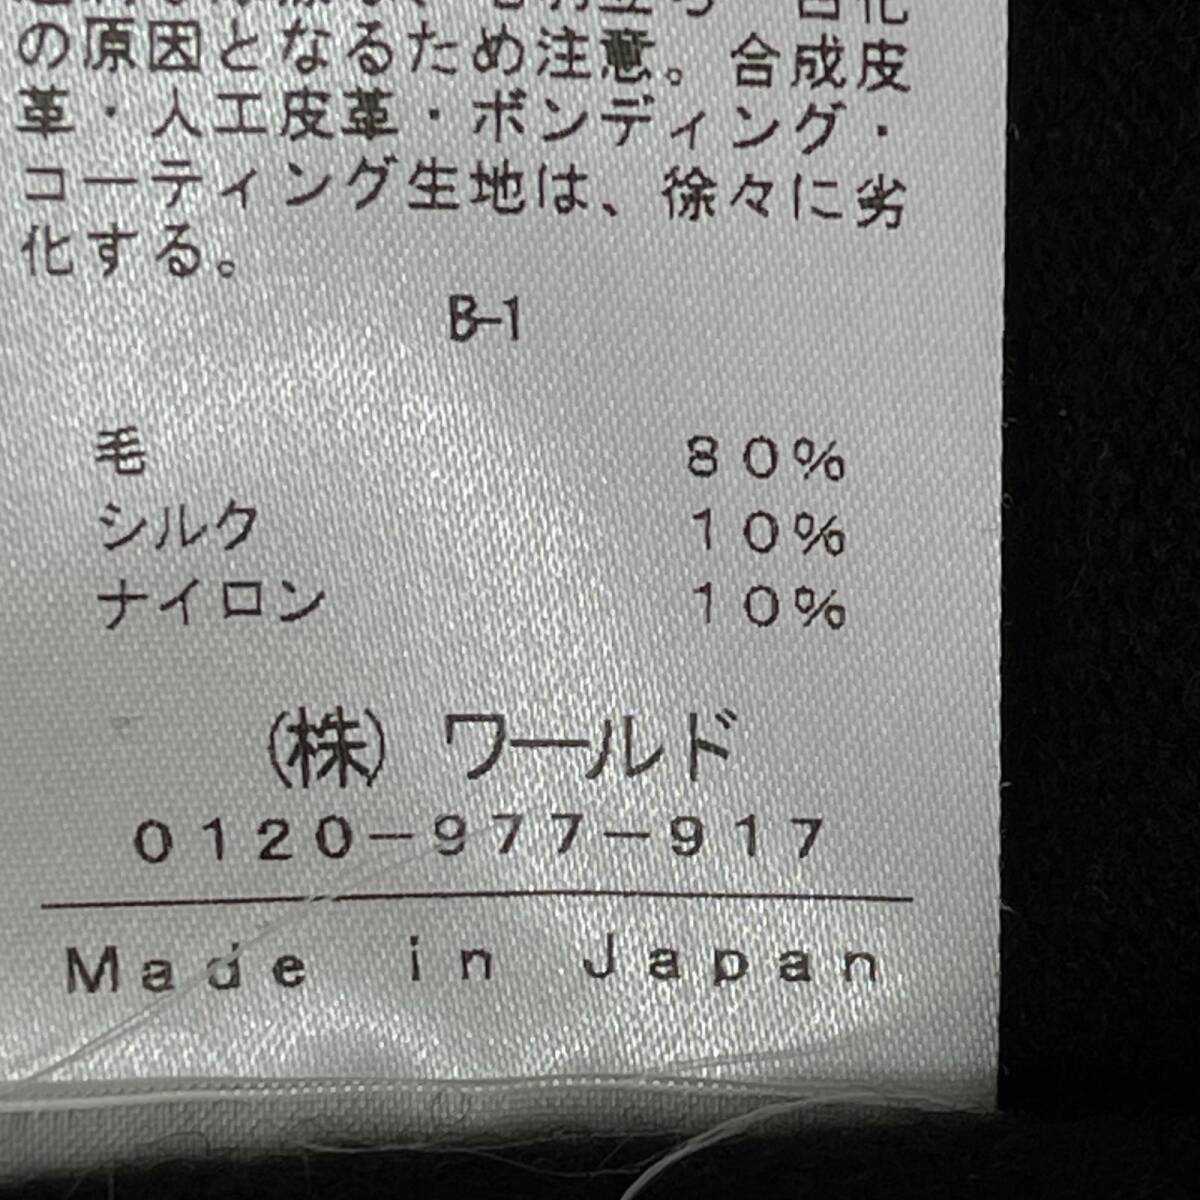 の原因となるため注意。合成皮
革・人工皮革・ボンディング・
コーティング生地は、徐々に劣
化する。
B-1
毛 80%
シルク 10%
ナイロン 10%
(株) ワールド
0120-977-917
Made in Japan